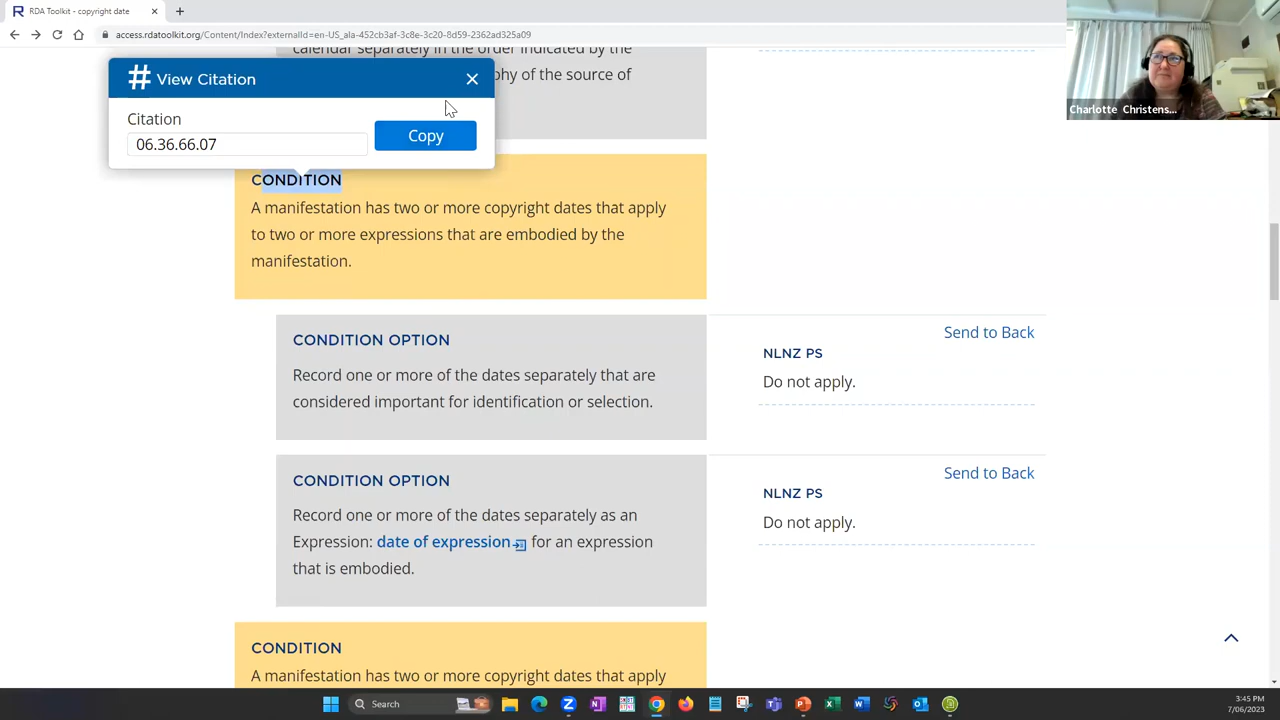 RDA Toolkit - copyright date
access.rdatoolkit.org/Content/Index?externalId=en-US_ala-452cb3af-3c8e-3c20-8d59-2362ad325a09
calendar separately in the order indicated by the
phy of the source of
View Citation
Citation
06.36.66.07
Copy
CONDITION
A manifestation has two or more copyright dates that apply
to two or more expressions that are embodied by the
manifestation.
CONDITION OPTION
Record one or more of the dates separately that are
considered important for identification or selection.
Send to Back
NLNZ PS
Do not apply.
CONDITION OPTION
Record one or more of the dates separately as an
Expression: date of expression for an expression
that is embodied.
Send to Back
NLNZ PS
Do not apply.
CONDITION
A manifestation has two or more copyright dates that apply
Charlotte Christens...
Search
3:45 PM
7/06/2023